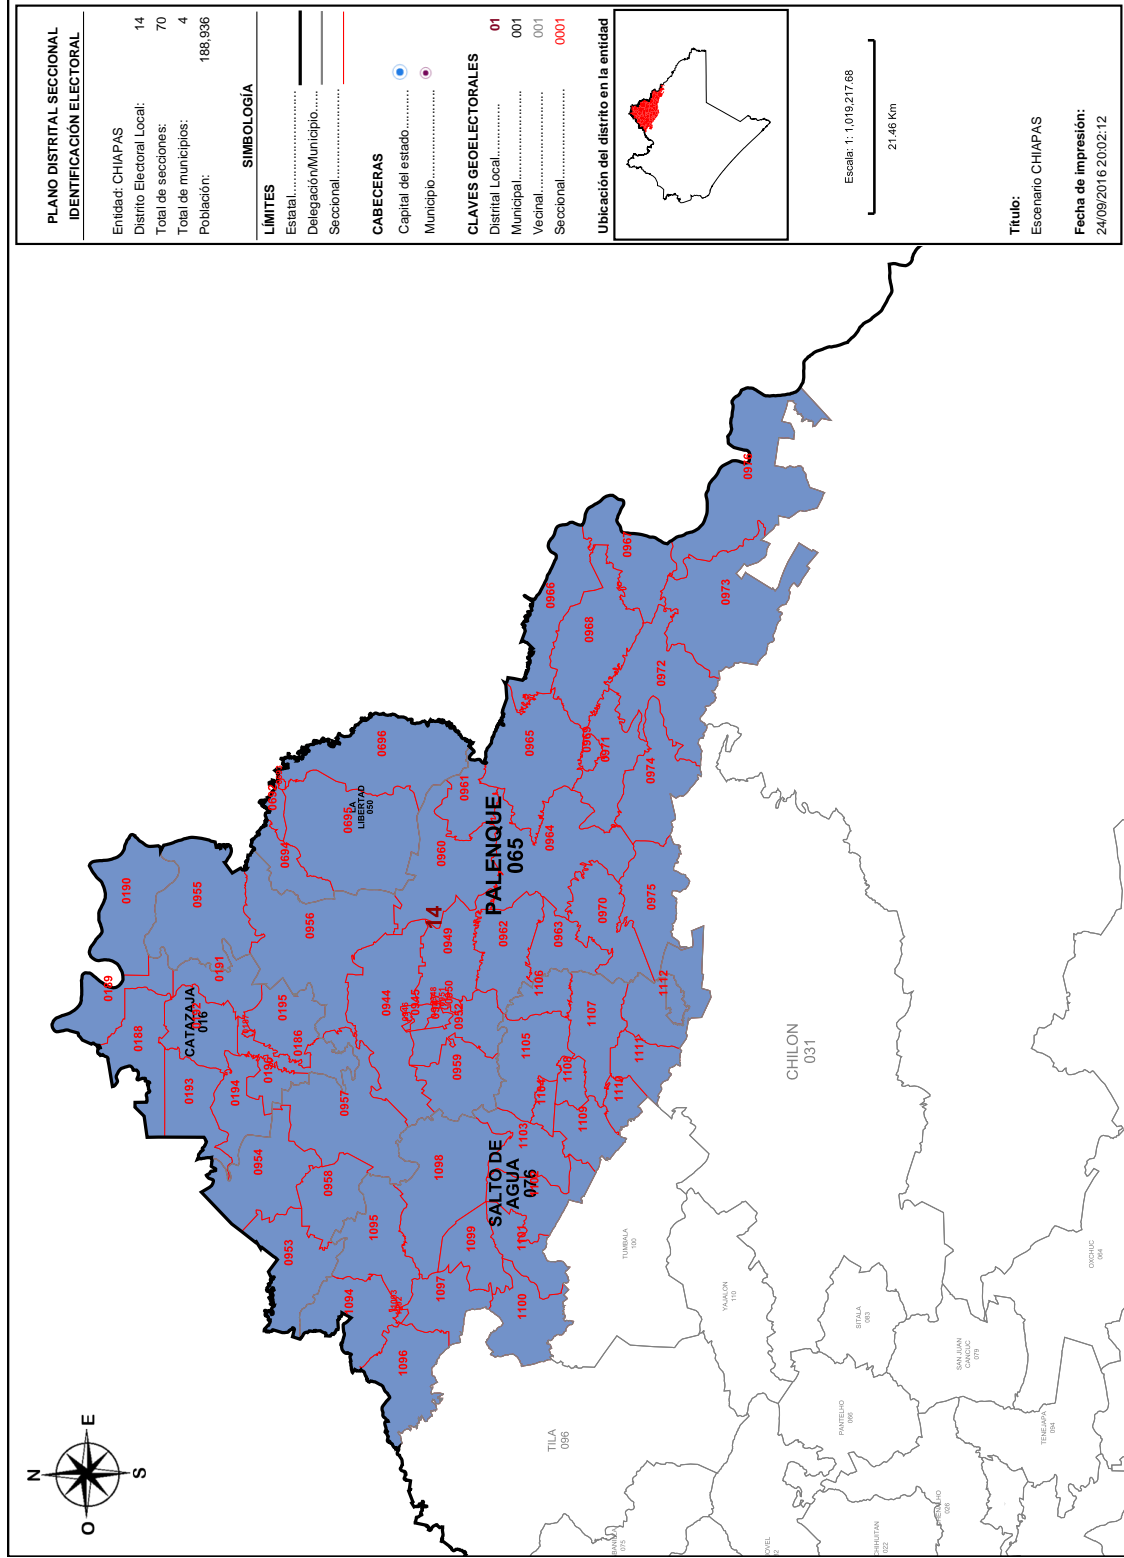 PLANO DISTRITAL SECCIONAL
IDENTIFICACIÓN ELECTORAL
Entidad: CHIAPAS
Distrito Electoral Local: 14
Total de secciones: 70
Total de municipios: 4
Población: 188,936
SIMBOLOGÍA
LÍMITES
Estatal
Delegación/Municipio
Seccional
CABECERAS
Capital del estado
Municipio
CLAVES GEOELECTORALES
Distrital Local 01
Municipal 001
Vecinal 001
Seccional 0001
Ubicación del distrito en la entidad
Escala: 1: 1,019,217.68
21.46 Km
Título:
Escenario CHIAPAS
Fecha de impresión:
24/09/2016 20:02:12
N
E
S
O
0190
0189
0188
0955
0191
CATAZAJA
016
0193
0194
0195
0186
0196
0956
0957
0954
0958
0953
0694
0695
LA
LIBERTAD
050
0696
0944
0945
14
0949
0960
0961
PALENQUE
065
0959
0962
0963
0964
0965
0966
0967
0968
0969
0970
0971
0972
0973
0974
0975
0976
1094
1095
1096
1097
1098
1099
1100
1101
SALTO DE
AGUA
076
1103
1104
1105
1106
1107
1108
1109
1110
1111
1112
CHILON
031
TUMBALA
100
TILA
096
YAJALON
110
SITALA
083
SAN JUAN
CANCUC
079
PANTELHO
066
TENEJAPA
094
OXCHUC
064
075
022
026